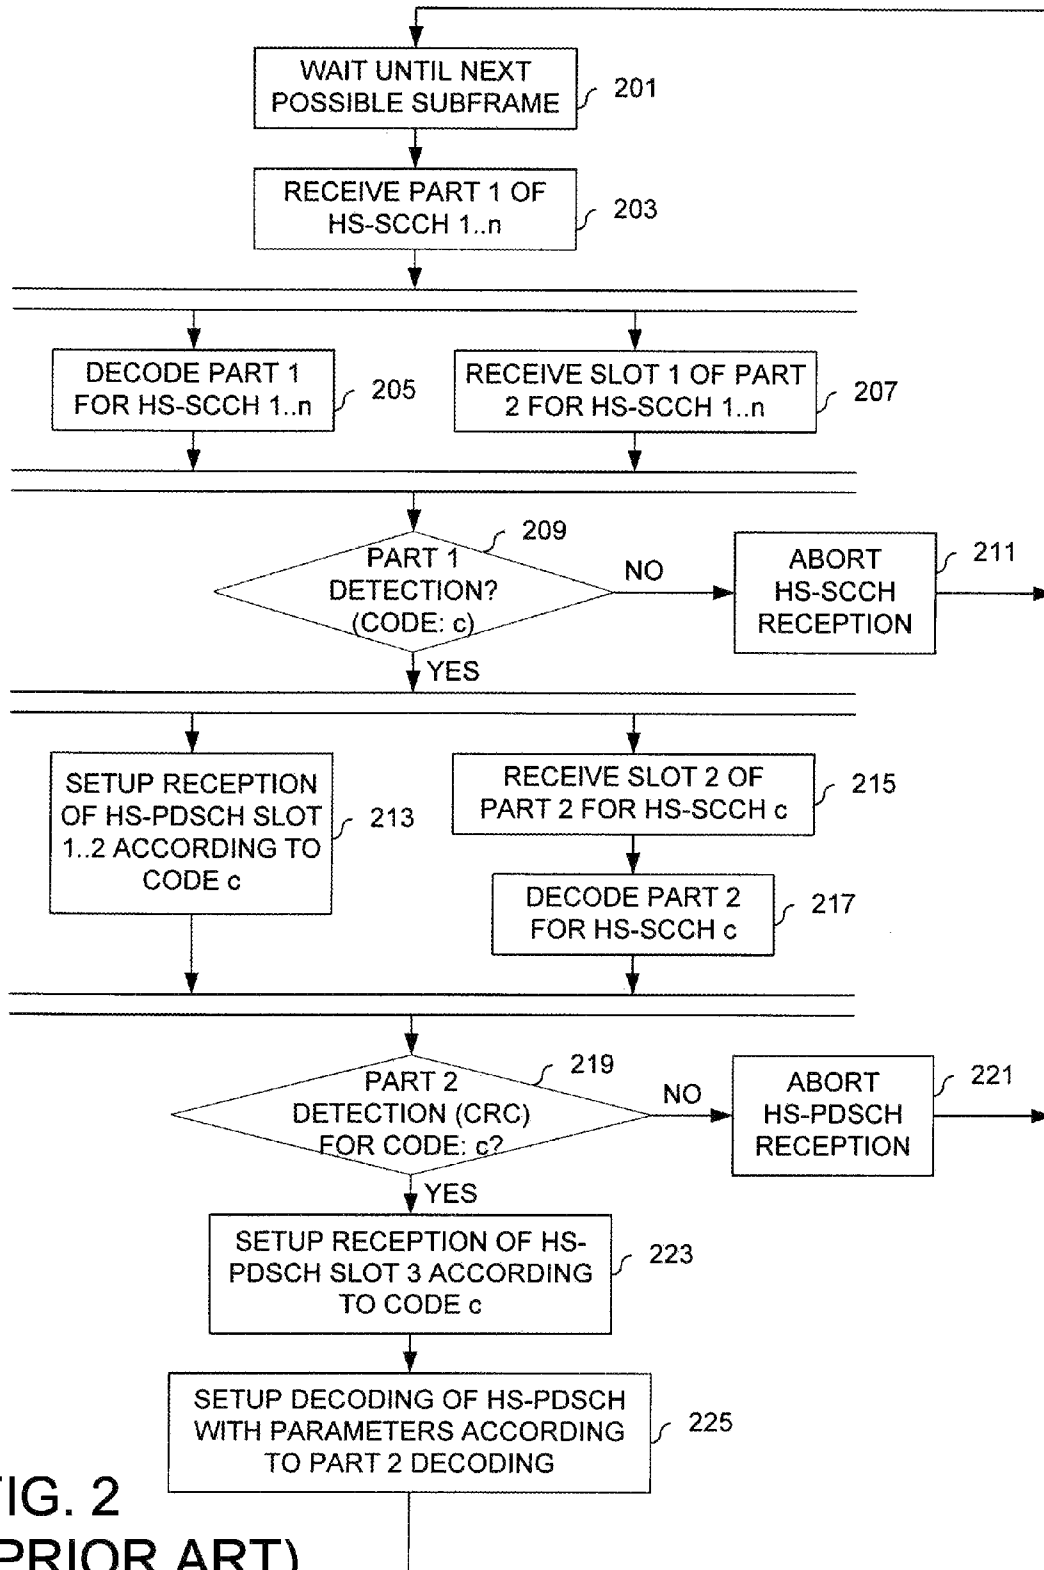 WAIT UNTIL NEXT
POSSIBLE SUBFRAME
201
RECEIVE PART 1 OF
HS-SCCH 1..n
203
DECODE PART 1
FOR HS-SCCH 1..n
205
RECEIVE SLOT 1 OF PART
2 FOR HS-SCCH 1..n
207
PART 1
DETECTION?
(CODE: c)
209
NO
ABORT
HS-SCCH
RECEPTION
211
YES
SETUP RECEPTION
OF HS-PDSCH SLOT
1..2 ACCORDING TO
CODE c
213
RECEIVE SLOT 2 OF
PART 2 FOR HS-SCCH c
215
DECODE PART 2
FOR HS-SCCH c
217
PART 2
DETECTION (CRC)
FOR CODE: c?
219
NO
ABORT
HS-PDSCH
RECEPTION
221
YES
SETUP RECEPTION OF HS-
PDSCH SLOT 3 ACCORDING
TO CODE c
223
SETUP DECODING OF HS-PDSCH
WITH PARAMETERS ACCORDING
TO PART 2 DECODING
225
FIG. 2
PRIOR ART)